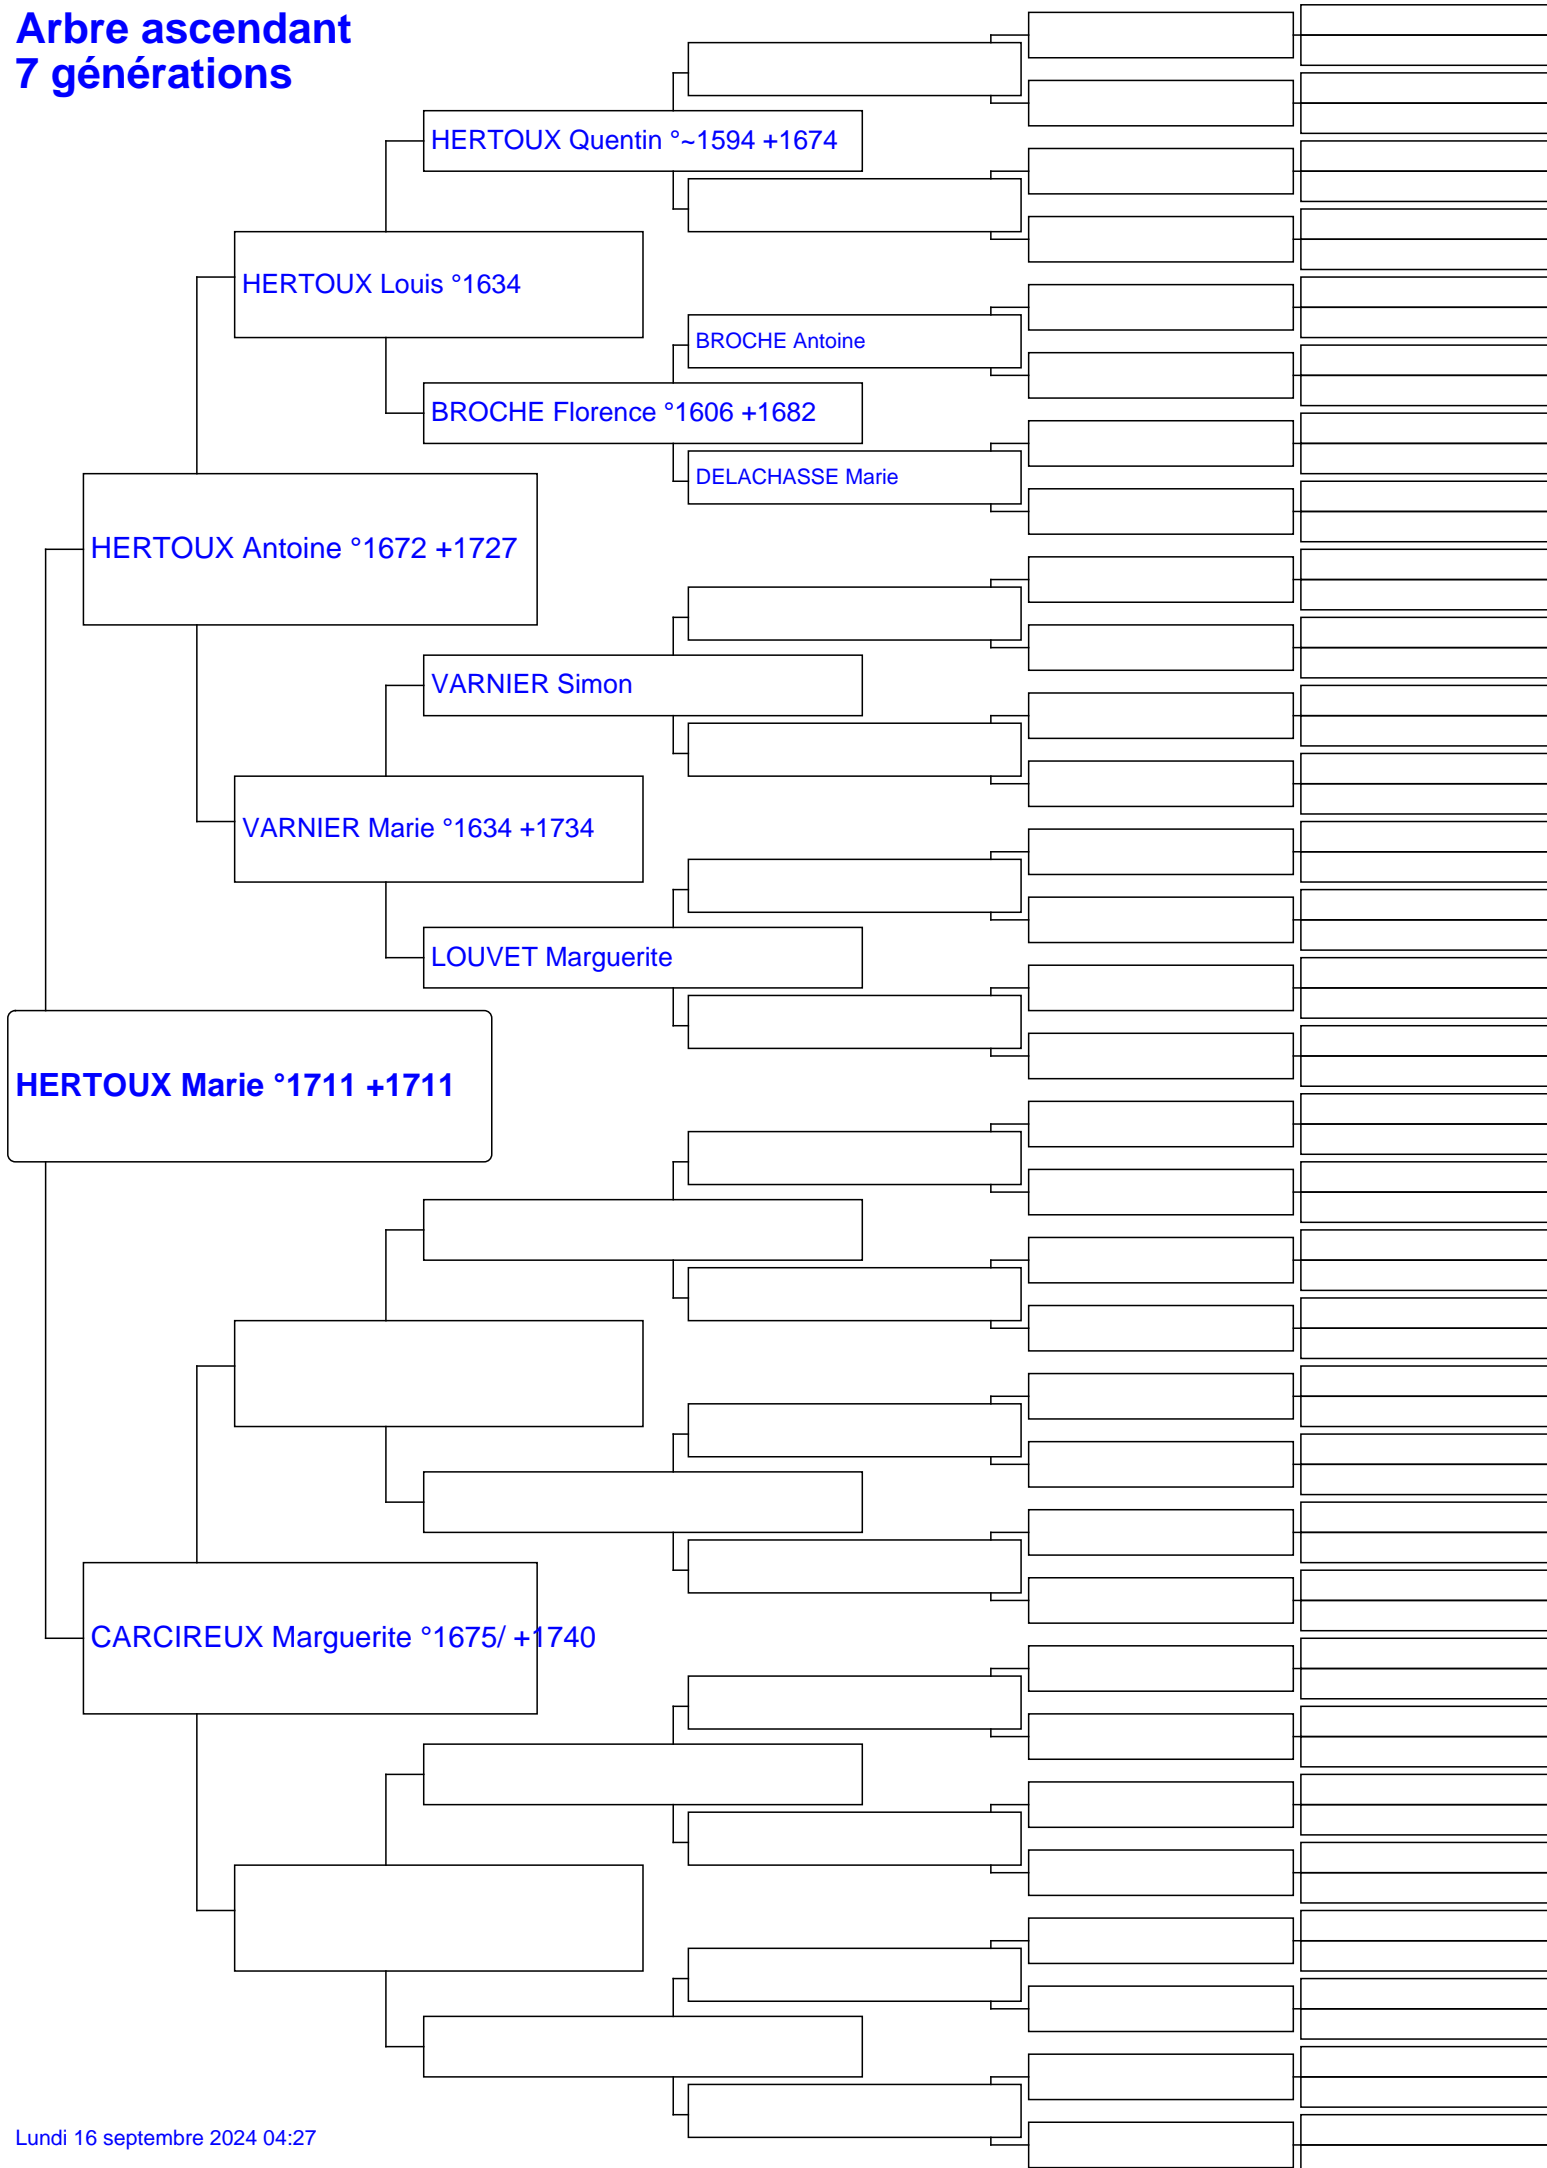 Arbre ascendant
7 générations
HERTOUX Quentin °~1594 +1674
HERTOUX Louis °1634
BROCHE Antoine
BROCHE Florence °1606 +1682
DELACHASSE Marie
HERTOUX Antoine °1672 +1727
VARNIER Simon
VARNIER Marie °1634 +1734
LOUVET Marguerite
HERTOUX Marie °1711 +1711
CARCIREUX Marguerite °1675/ +1740
Lundi 16 septembre 2024 04:27